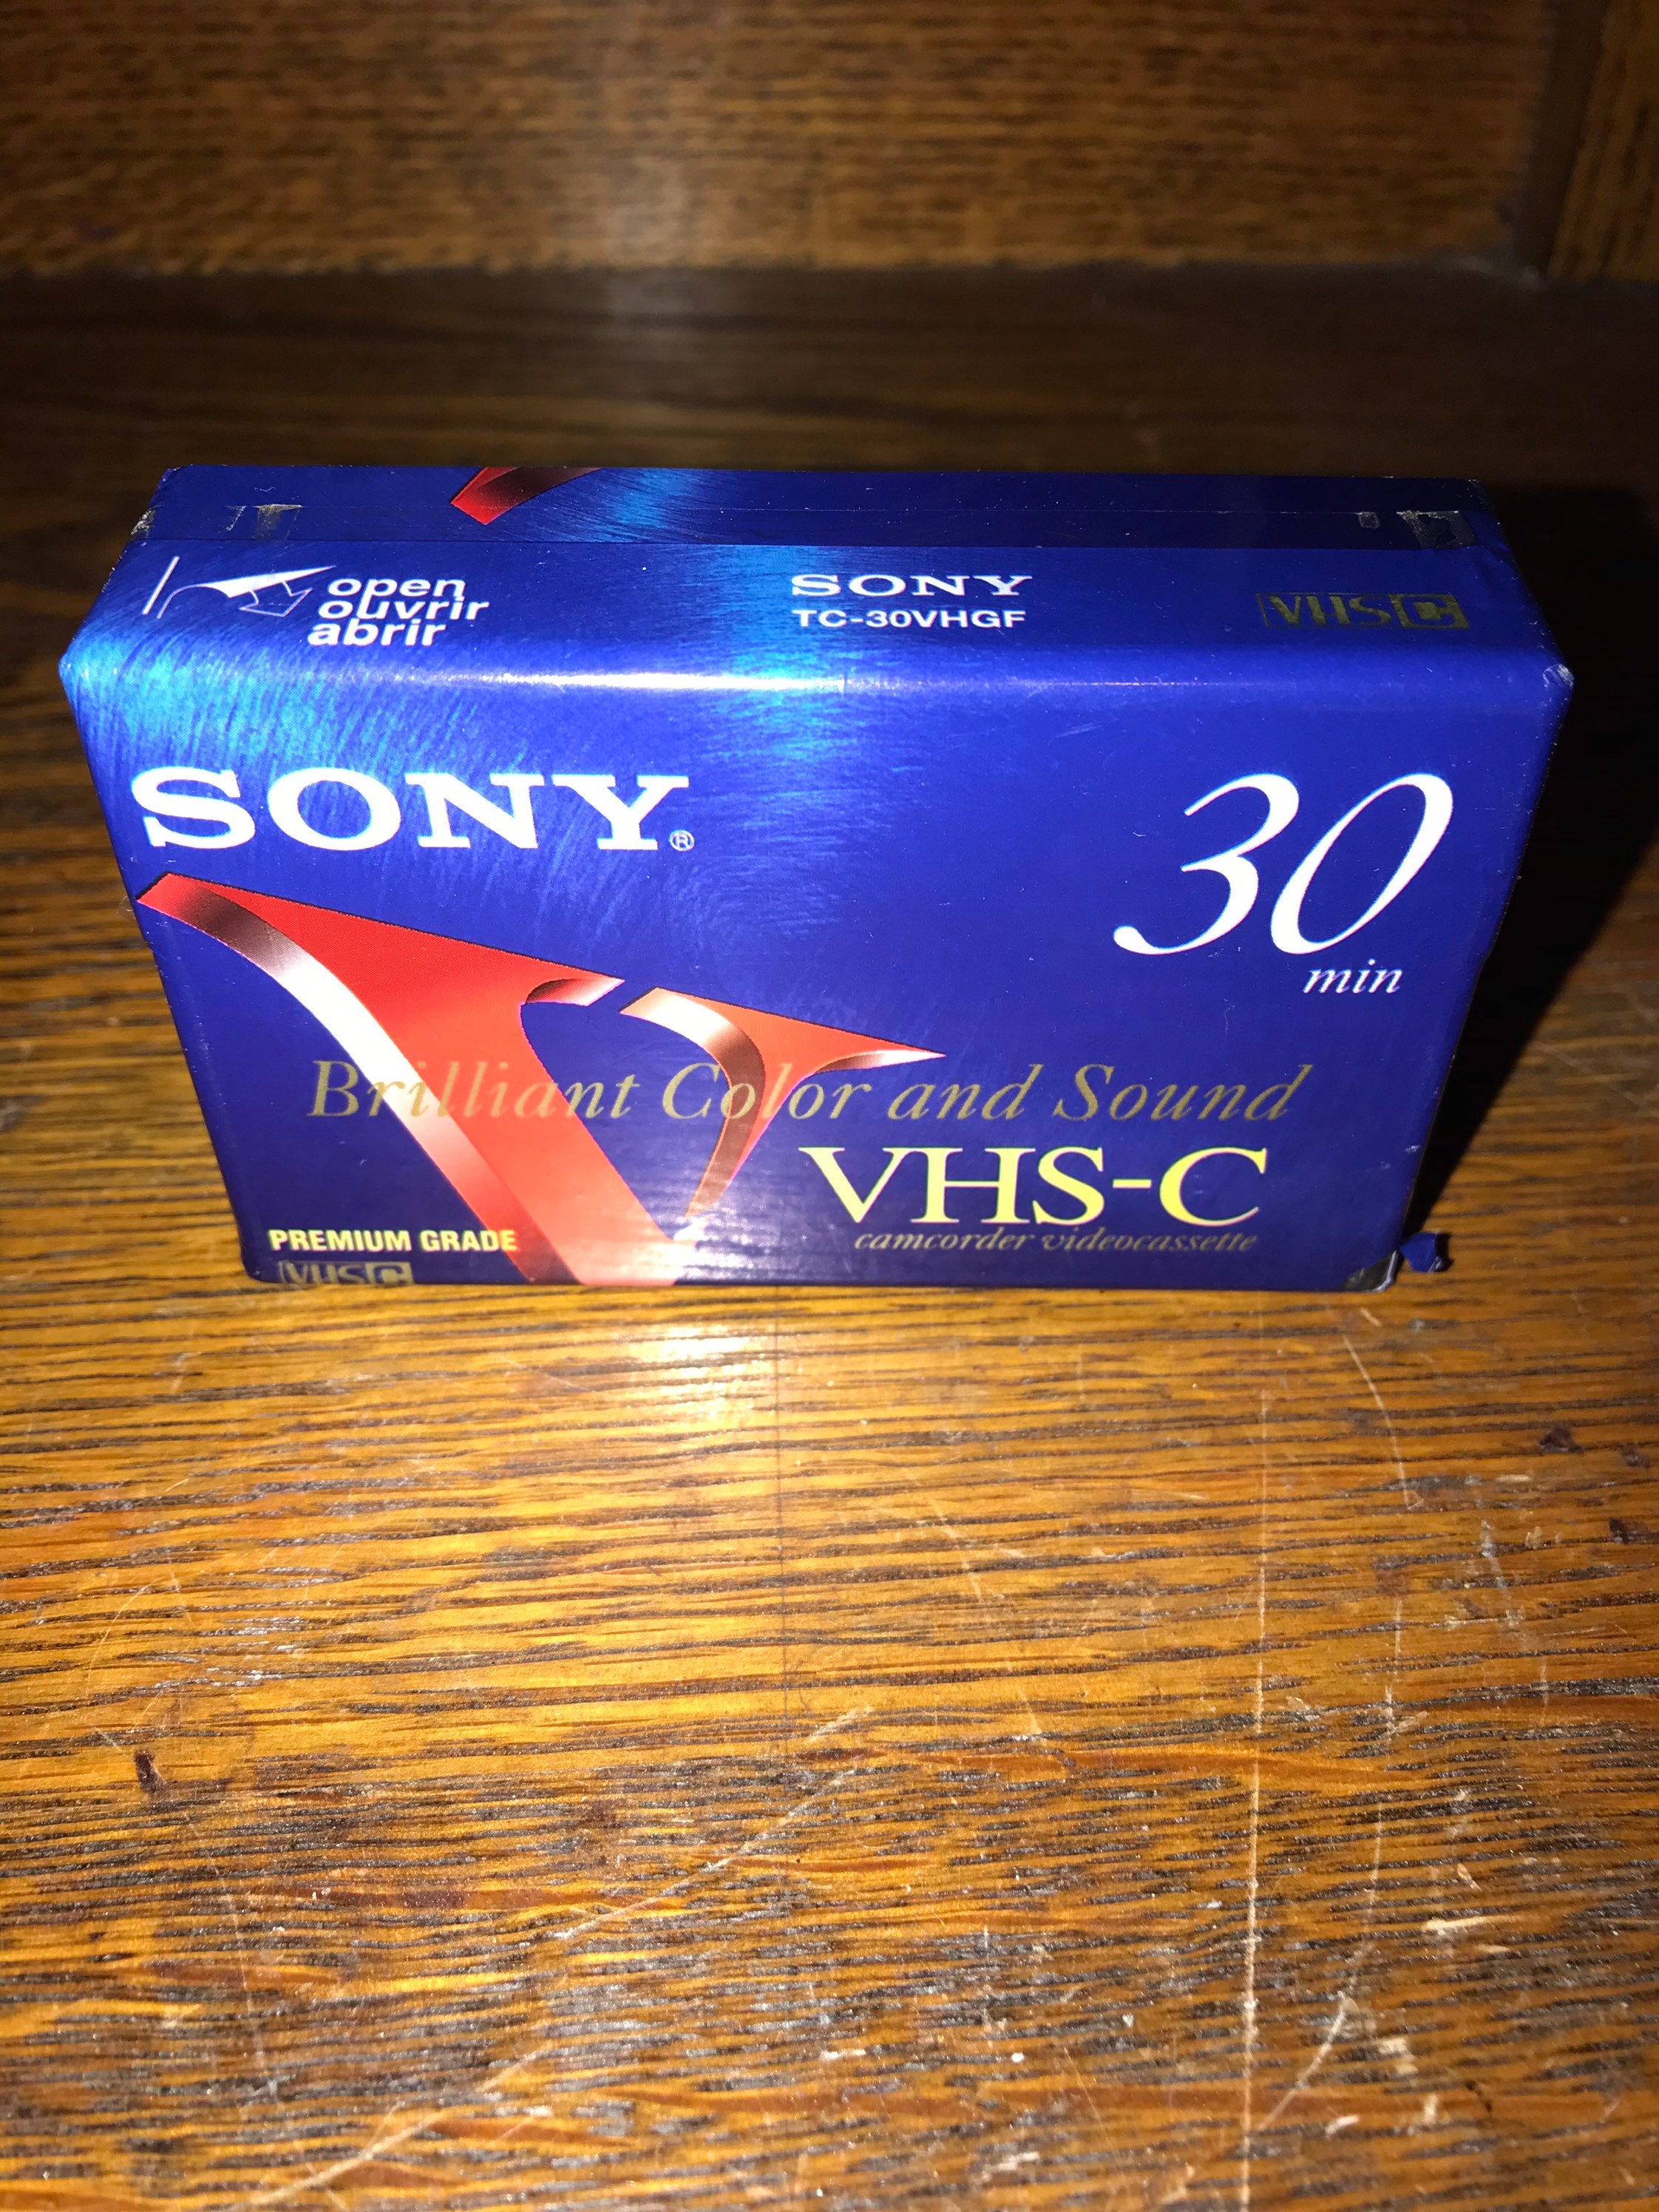 open
ouvrir
abrir
SONY
TC-30VHGF
VHS C
SONY®
30
min
Brilliant Color and Sound
VHS-C
camcorder videocassette
PREMIUM GRADE
VHS C